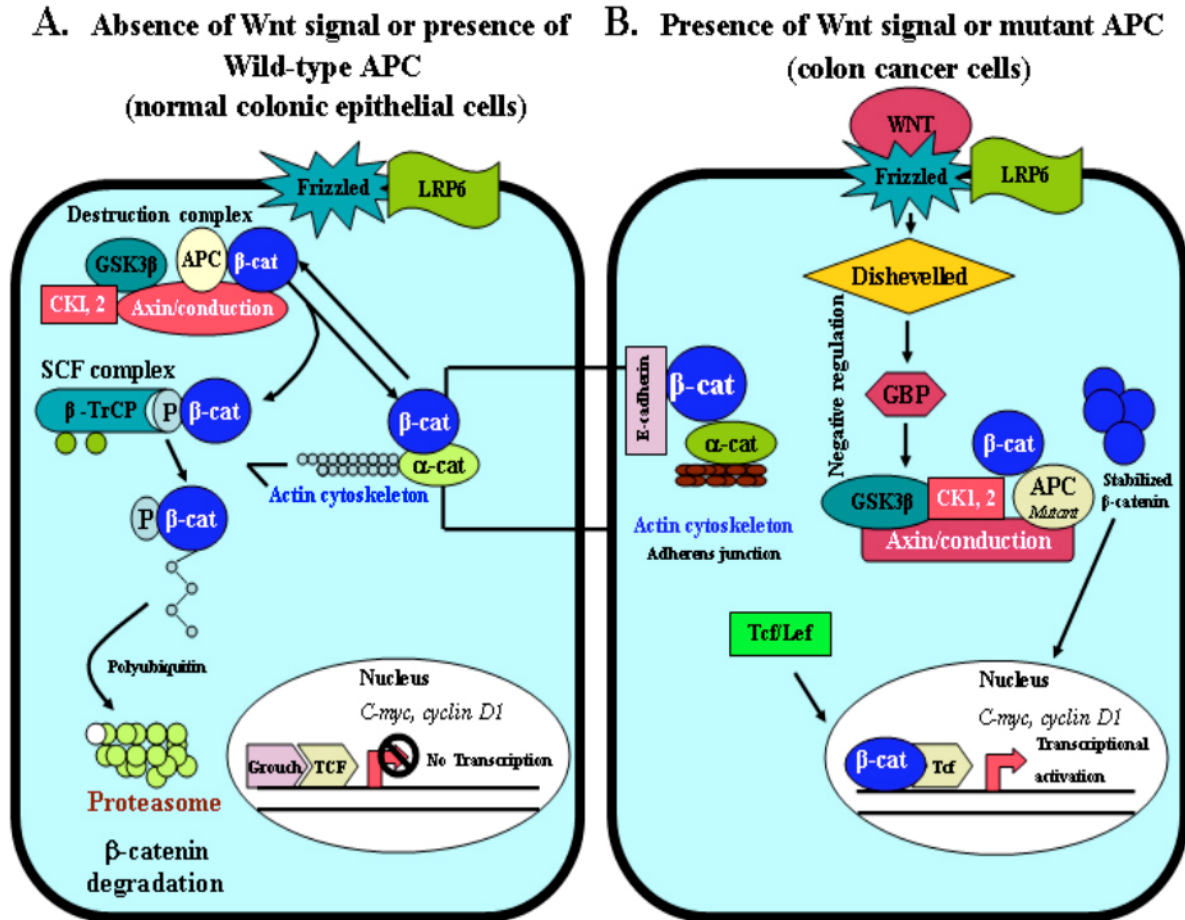 A. Absence of Wnt signal or presence of
Wild-type APC
(normal colonic epithelial cells)
Frizzled
LRP6
Destruction complex
GSK3β
APC
β-cat
CKI, 2
Axin/conduction
SCF complex
β-TrCP
P
β-cat
β-cat
α-cat
Actin cytoskeleton
P
β-cat
Polyubiquitin
Proteasome
β-catenin
degradation
Nucleus
C-myc, cyclin D1
Grouch
TCF
No Transcription
B. Presence of Wnt signal or mutant APC
(colon cancer cells)
WNT
Frizzled
LRP6
Dishevelled
Negative regulation
GBP
E-cadherin
β-cat
α-cat
Actin cytoskeleton
Adherens junction
β-cat
GSK3β
CK1, 2
APC
Mutant
Axin/conduction
Stabilized
β-catenin
Tcf/Lef
Nucleus
C-myc, cyclin D1
β-cat
Tcf
Transcriptional
activation